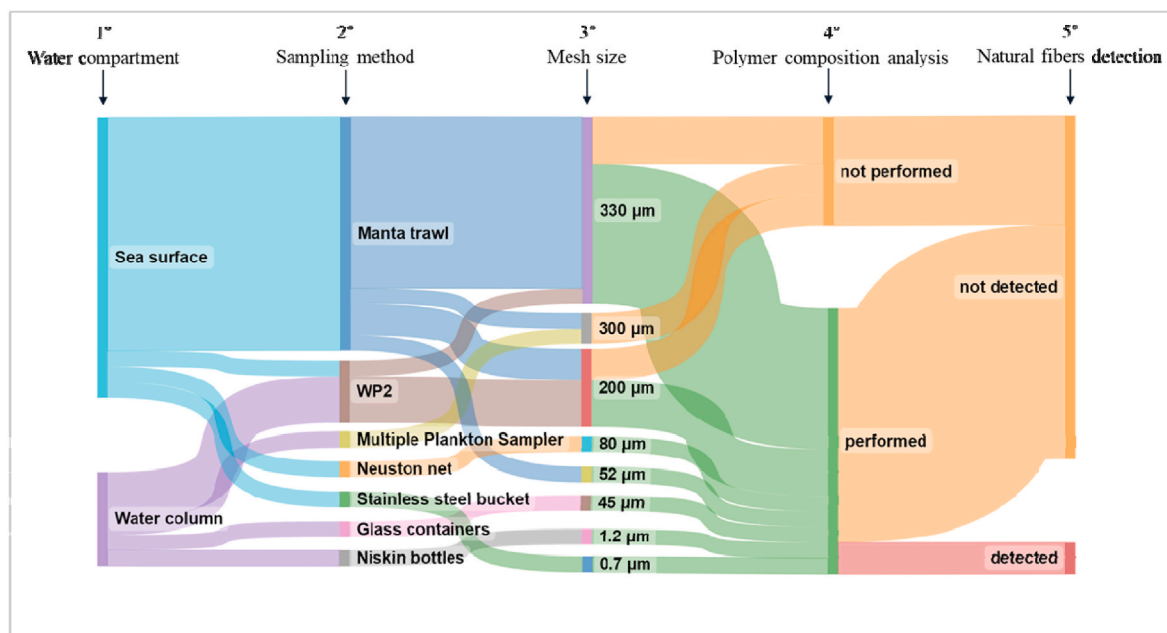 1° 2° 3° 4° 5°
Water compartment Sampling method Mesh size Polymer composition analysis Natural fibers detection
not performed
330 µm
Manta trawl
Sea surface
not detected
300 µm
200 µm
WP2
Multiple Plankton Sampler
80 µm
performed
Neuston net
52 µm
Stainless steel bucket
45 µm
Water column
Glass containers
1.2 µm
Niskin bottles
0.7 µm
detected